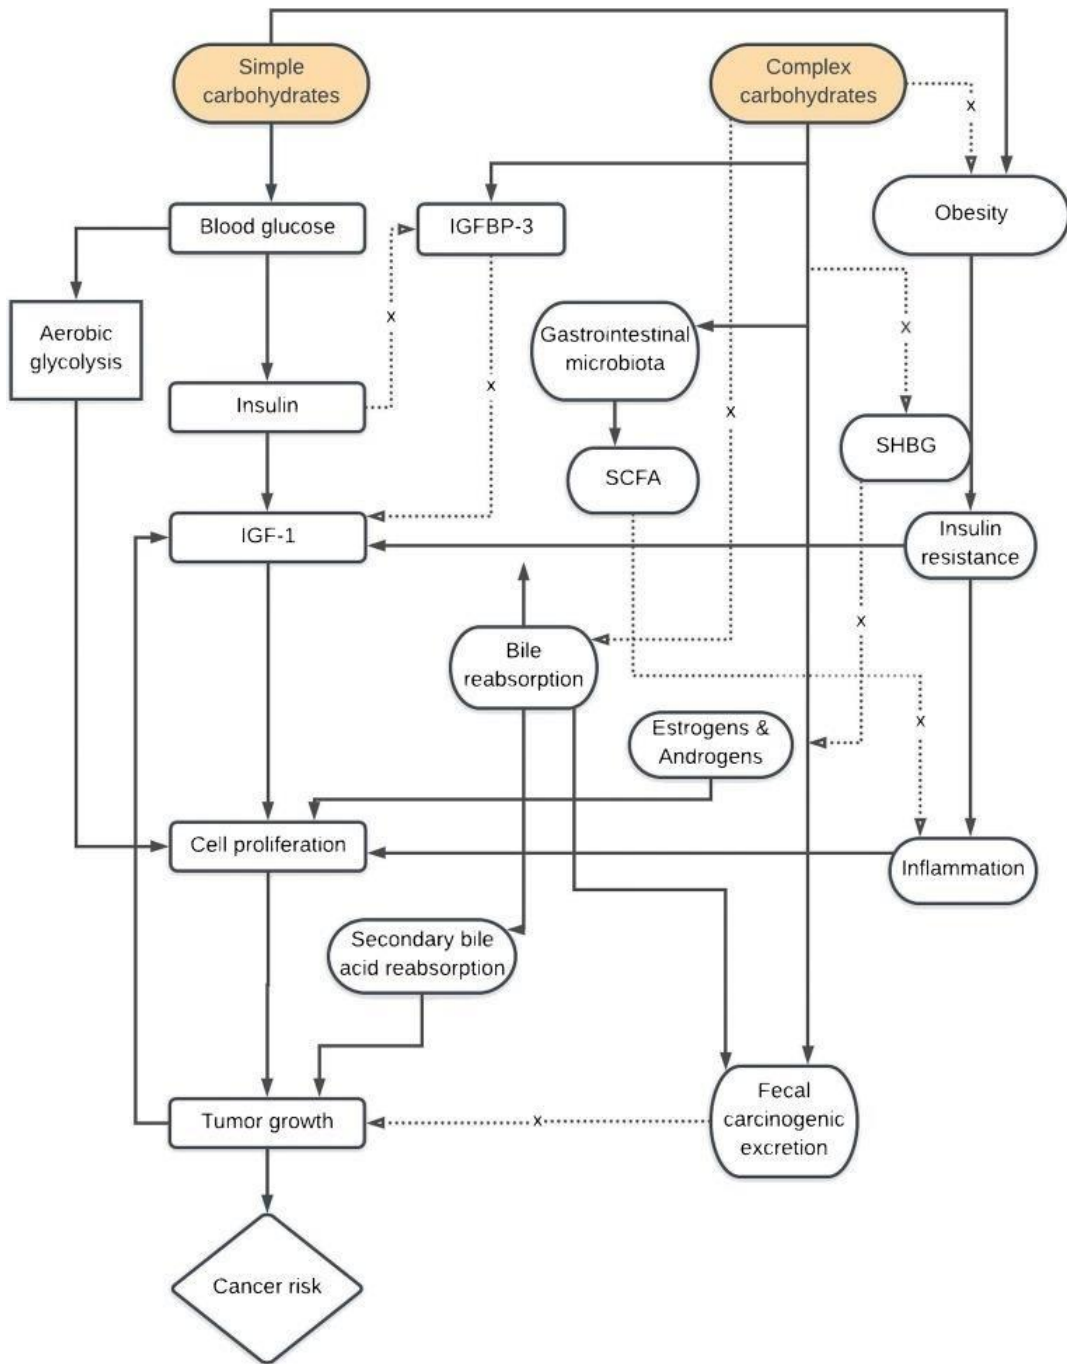 Simple
carbohydrates
Complex
carbohydrates
x
Obesity
Blood glucose
IGFBP-3
x
x
Aerobic
glycolysis
Gastrointestinal
microbiota
x
x
Insulin
SHBG
SCFA
IGF-1
Insulin
resistance
x
Bile
reabsorption
x
Estrogens &
Androgens
Cell proliferation
Inflammation
Secondary bile
acid reabsorption
Fecal
carcinogenic
excretion
Tumor growth
x
Cancer risk